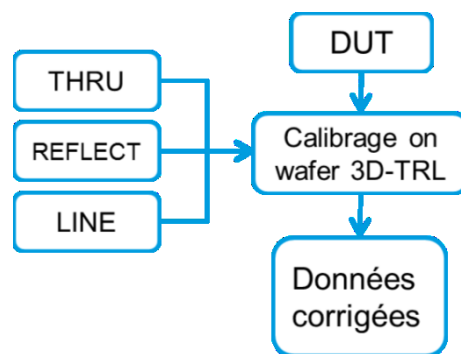 THRU
REFLECT
LINE
DUT
Calibrage on
wafer 3D-TRL
Données
corrigées